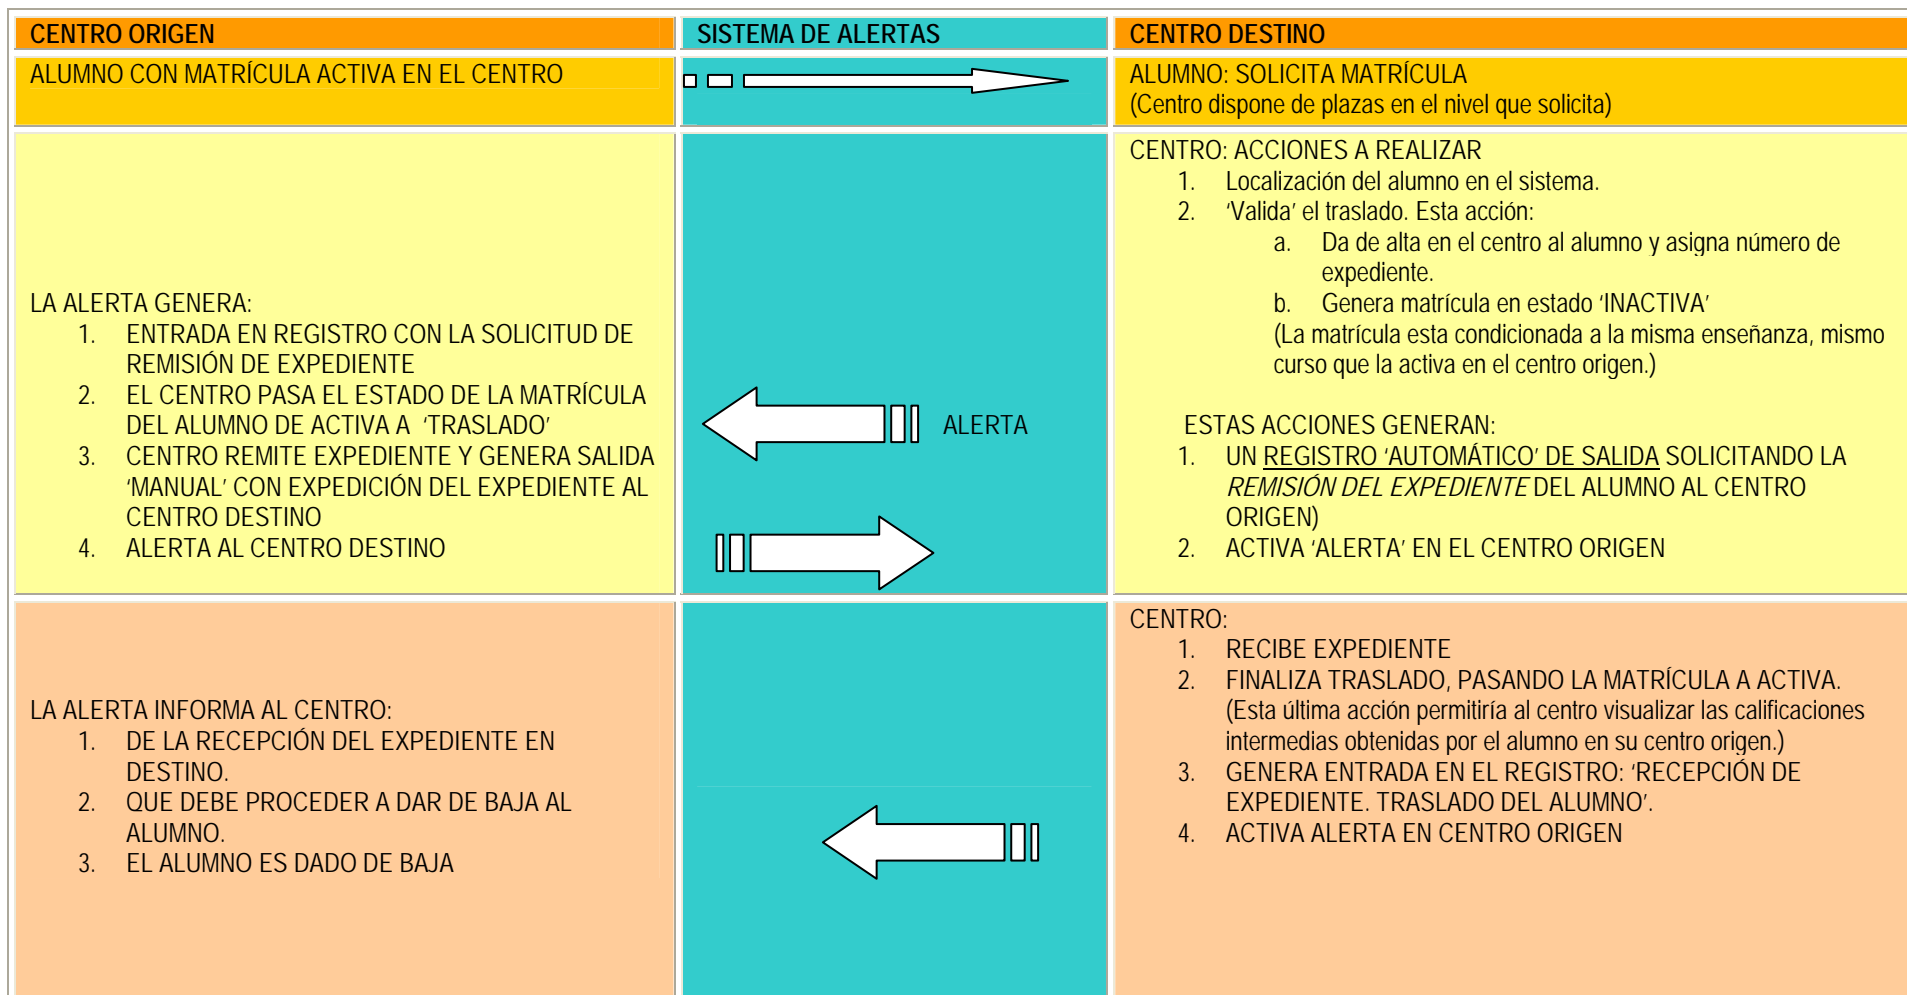 CENTRO ORIGEN
SISTEMA DE ALERTAS
CENTRO DESTINO
ALUMNO CON MATRÍCULA ACTIVA EN EL CENTRO
ALUMNO: SOLICITA MATRÍCULA
(Centro dispone de plazas en el nivel que solicita)
LA ALERTA GENERA:
1. ENTRADA EN REGISTRO CON LA SOLICITUD DE
REMISIÓN DE EXPEDIENTE
2. EL CENTRO PASA EL ESTADO DE LA MATRÍCULA
DEL ALUMNO DE ACTIVA A ‘TRASLADO’
3. CENTRO REMITE EXPEDIENTE Y GENERA SALIDA
‘MANUAL’ CON EXPEDICIÓN DEL EXPEDIENTE AL
CENTRO DESTINO
4. ALERTA AL CENTRO DESTINO
ALERTA
CENTRO: ACCIONES A REALIZAR
1. Localización del alumno en el sistema.
2. ‘Valida’ el traslado. Esta acción:
a. Da de alta en el centro al alumno y asigna número de
expediente.
b. Genera matrícula en estado ‘INACTIVA’
(La matrícula esta condicionada a la misma enseñanza, mismo
curso que la activa en el centro origen.)
ESTAS ACCIONES GENERAN:
1. UN REGISTRO ‘AUTOMÁTICO’ DE SALIDA SOLICITANDO LA
REMISIÓN DEL EXPEDIENTE DEL ALUMNO AL CENTRO
ORIGEN)
2. ACTIVA ‘ALERTA’ EN EL CENTRO ORIGEN
LA ALERTA INFORMA AL CENTRO:
1. DE LA RECEPCIÓN DEL EXPEDIENTE EN
DESTINO.
2. QUE DEBE PROCEDER A DAR DE BAJA AL
ALUMNO.
3. EL ALUMNO ES DADO DE BAJA
CENTRO:
1. RECIBE EXPEDIENTE
2. FINALIZA TRASLADO, PASANDO LA MATRÍCULA A ACTIVA.
(Esta última acción permitiría al centro visualizar las calificaciones
intermedias obtenidas por el alumno en su centro origen.)
3. GENERA ENTRADA EN EL REGISTRO: ‘RECEPCIÓN DE
EXPEDIENTE. TRASLADO DEL ALUMNO’.
4. ACTIVA ALERTA EN CENTRO ORIGEN